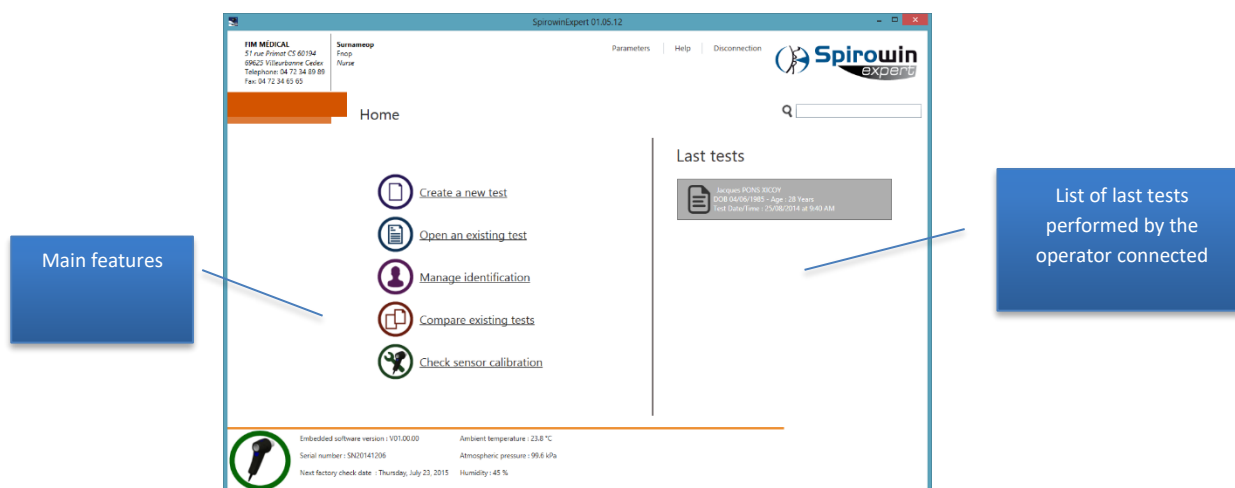 SpirowinExpert 01.05.12
FIM MÉDICAL
51 rue Primat CS 60194
69625 Villeurbanne Cedex
Telephone: 04 72 34 89 89
Fax: 04 72 34 65 65
Surnameop
Fnop
Nurse
Parameters
Help
Disconnection
Spirowin
expert
Home
Last tests
Jacques PONS XICOY
DOB 04/06/1985 - Age : 28 Years
Test Date/Time : 25/08/2014 at 9:40 AM
Create a new test
Open an existing test
Manage identification
Compare existing tests
Check sensor calibration
Main features
List of last tests
performed by the
operator connected
Embedded software version : V01.00.00
Serial number : SN20141206
Next factory check date : Thursday, July 23, 2015
Ambient temperature : 23.8 °C
Atmospheric pressure : 99.6 kPa
Humidity : 45 %